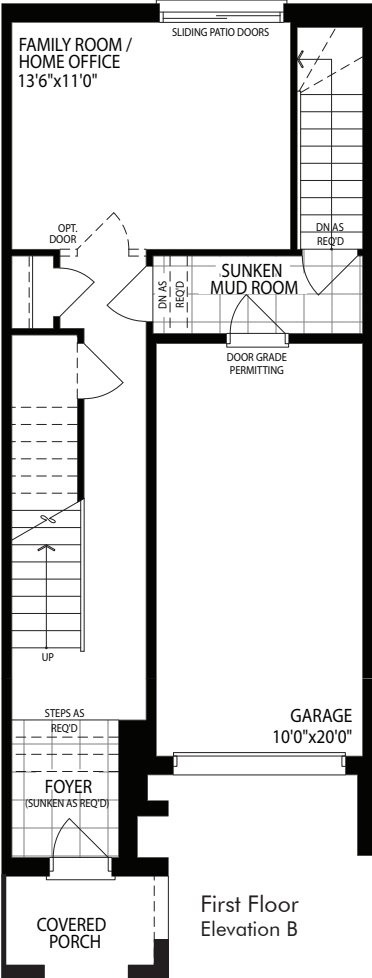 SLIDING PATIO DOORS
FAMILY ROOM /
HOME OFFICE
13'6"x11'0"
OPT.
DOOR
DN AS
REQ'D
SUNKEN
MUD ROOM
DN AS
REQ'D
DOOR GRADE
PERMITTING
UP
STEPS AS
REQ'D
GARAGE
10'0"x20'0"
FOYER
(SUNKEN AS REQ'D)
COVERED
PORCH
First Floor
Elevation B